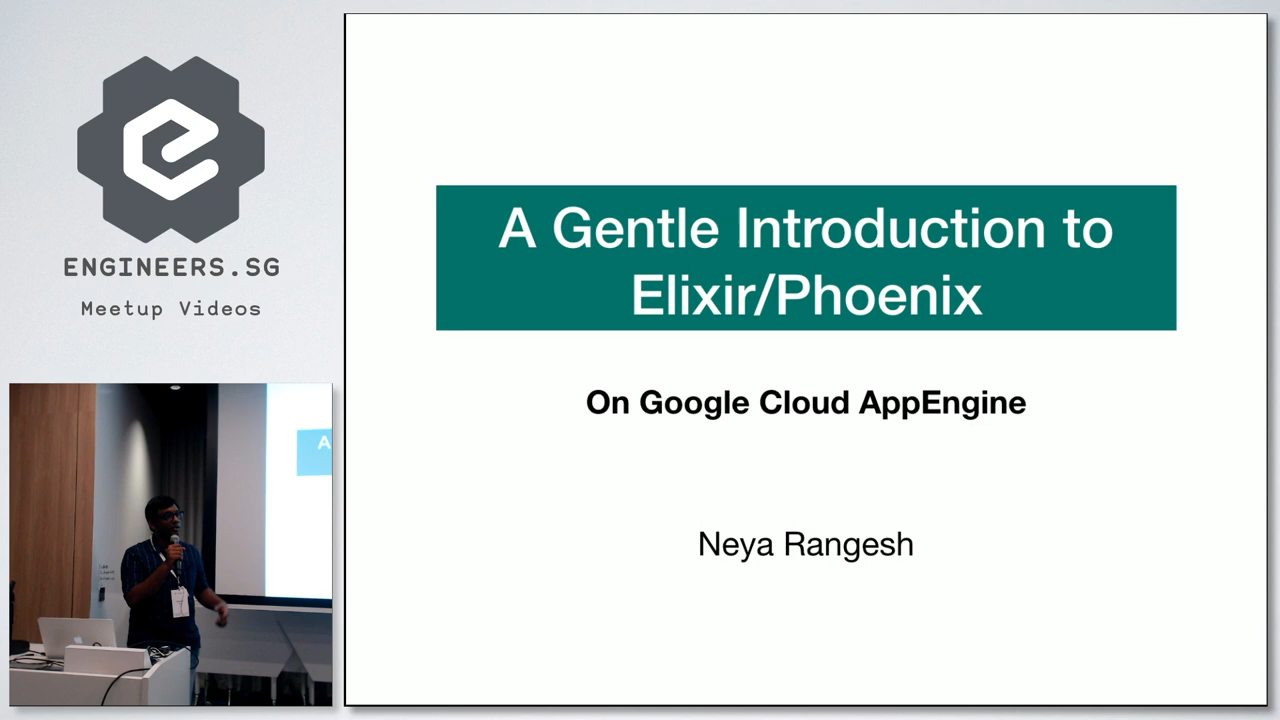 ENGINEERS.SG
Meetup Videos
A Gentle Introduction to
Elixir/Phoenix
On Google Cloud AppEngine
Neya Rangesh
A